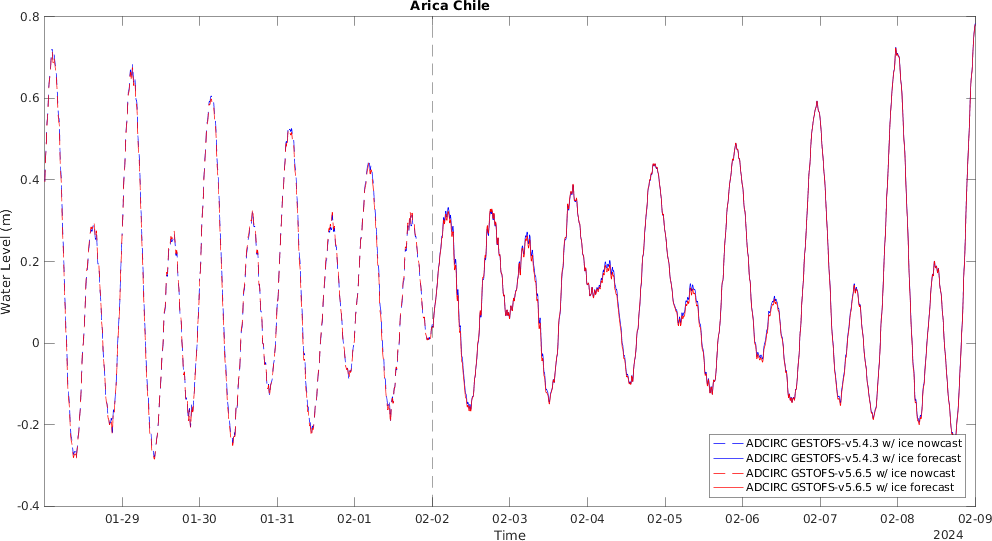 Arica Chile
Water Level (m)
0.8
0.6
0.4
0.2
0
-0.2
-0.4
01-29 01-30 01-31 02-01 02-02 02-03 02-04 02-05 02-06 02-07 02-08 02-09
Time
2024
ADCIRC GESTOFS-v5.4.3 w/ ice nowcast
ADCIRC GESTOFS-v5.4.3 w/ ice forecast
ADCIRC GSTOFS-v5.6.5 w/ ice nowcast
ADCIRC GSTOFS-v5.6.5 w/ ice forecast